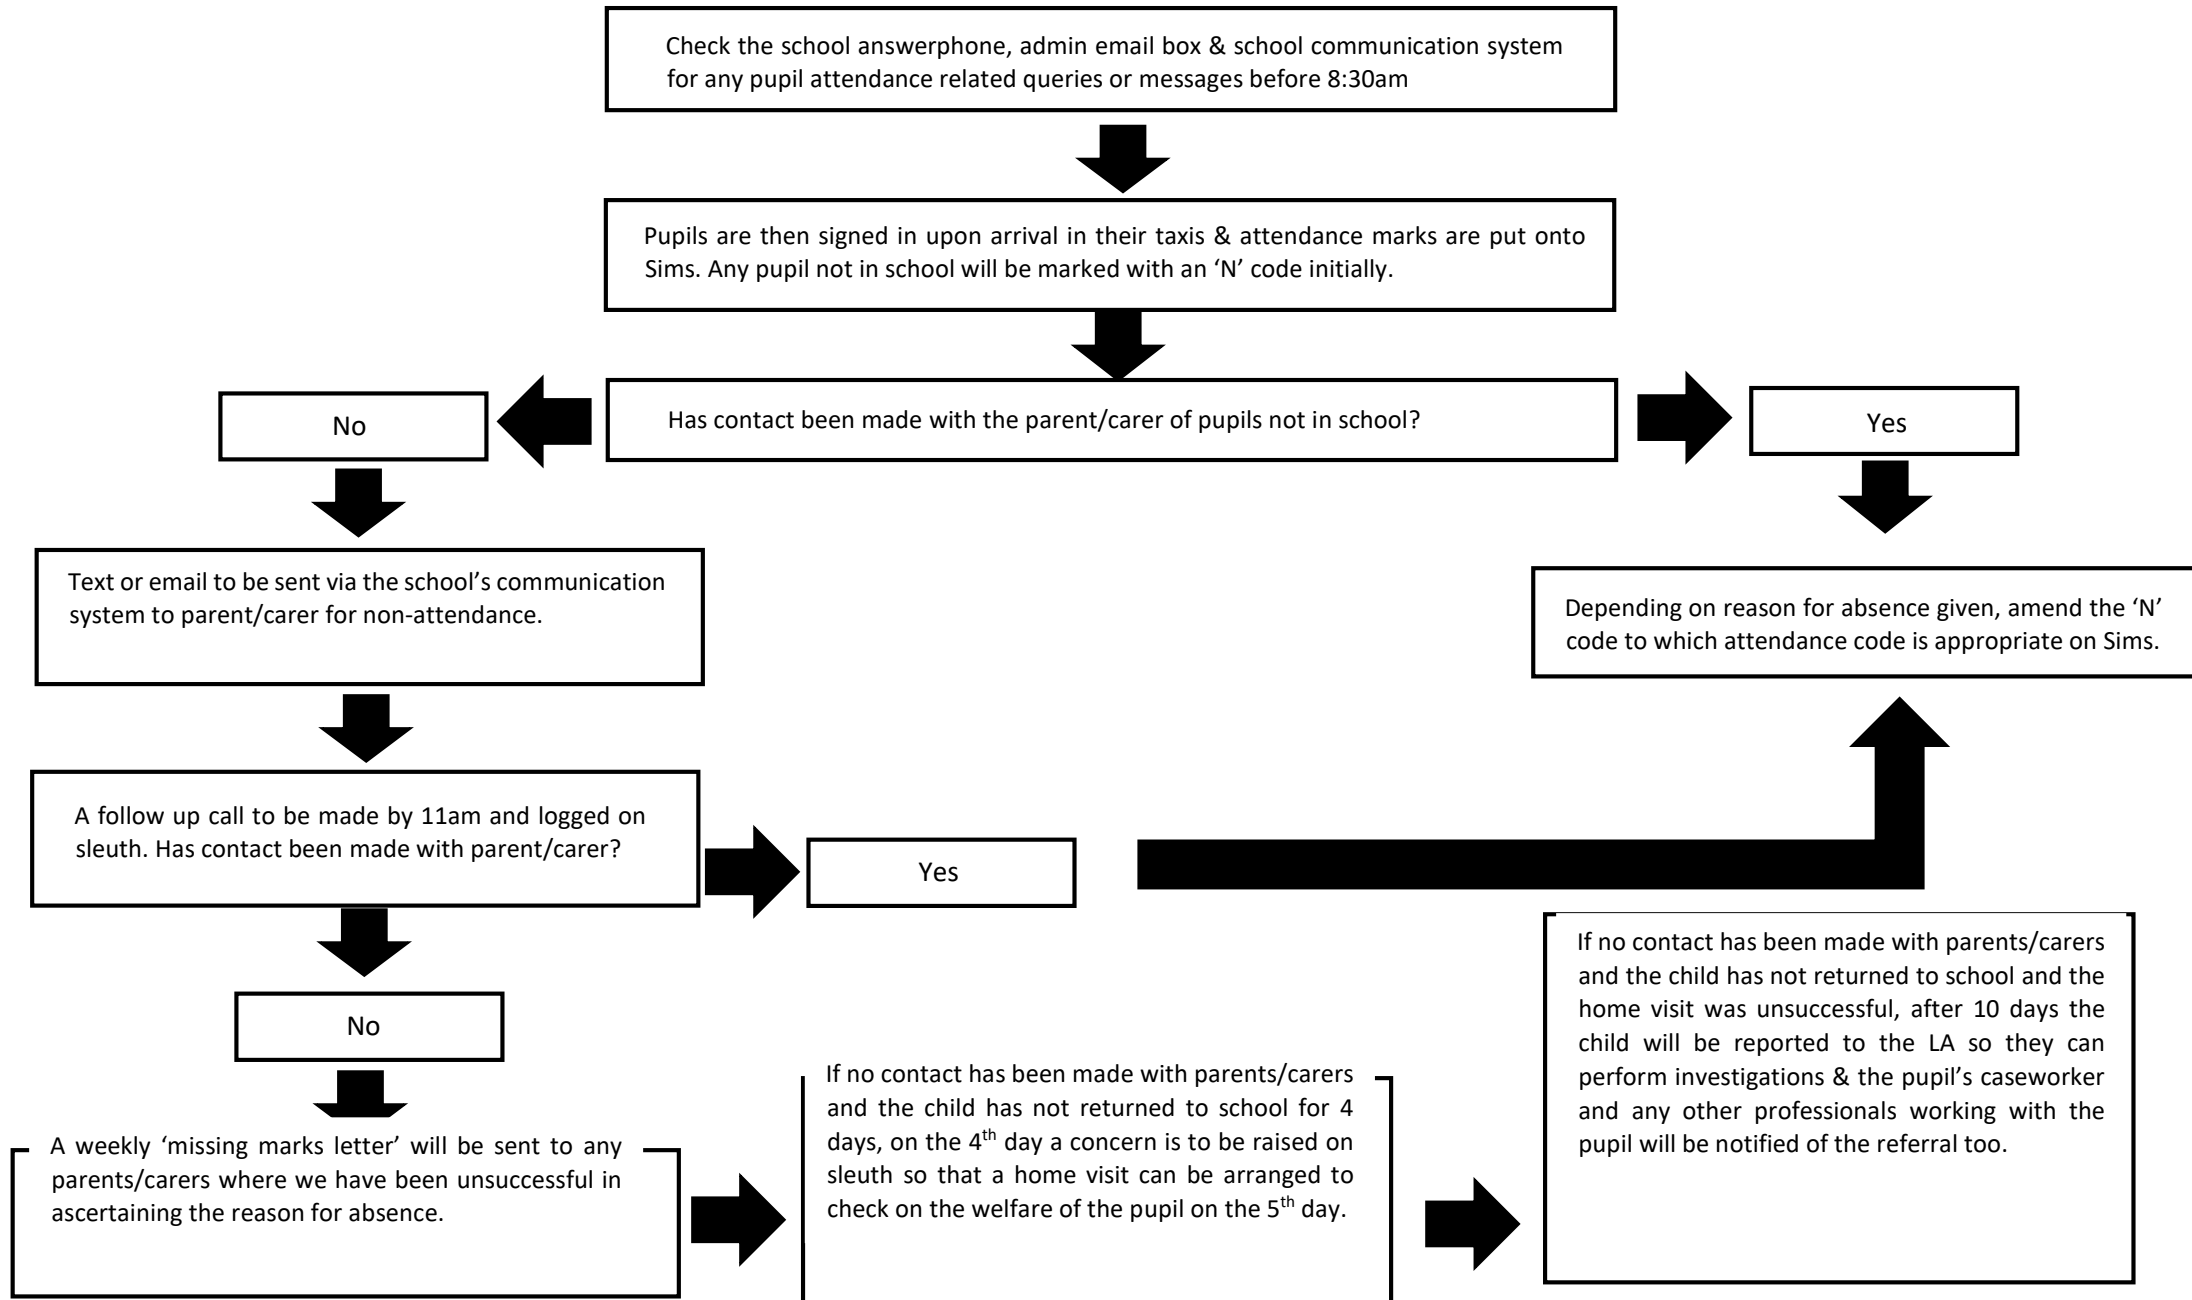 Check the school answerphone, admin email box & school communication system
for any pupil attendance related queries or messages before 8:30am
Pupils are then signed in upon arrival in their taxis & attendance marks are put onto
Sims. Any pupil not in school will be marked with an ‘N’ code initially.
Has contact been made with the parent/carer of pupils not in school?
No
Yes
Text or email to be sent via the school’s communication
system to parent/carer for non-attendance.
Depending on reason for absence given, amend the ‘N’
code to which attendance code is appropriate on Sims.
A follow up call to be made by 11am and logged on
sleuth. Has contact been made with parent/carer?
Yes
No
A weekly ‘missing marks letter’ will be sent to any
parents/carers where we have been unsuccessful in
ascertaining the reason for absence.
If no contact has been made with parents/carers
and the child has not returned to school for 4
days, on the 4th day a concern is to be raised on
sleuth so that a home visit can be arranged to
check on the welfare of the pupil on the 5th day.
If no contact has been made with parents/carers
and the child has not returned to school and the
home visit was unsuccessful, after 10 days the
child will be reported to the LA so they can
perform investigations & the pupil’s caseworker
and any other professionals working with the
pupil will be notified of the referral too.